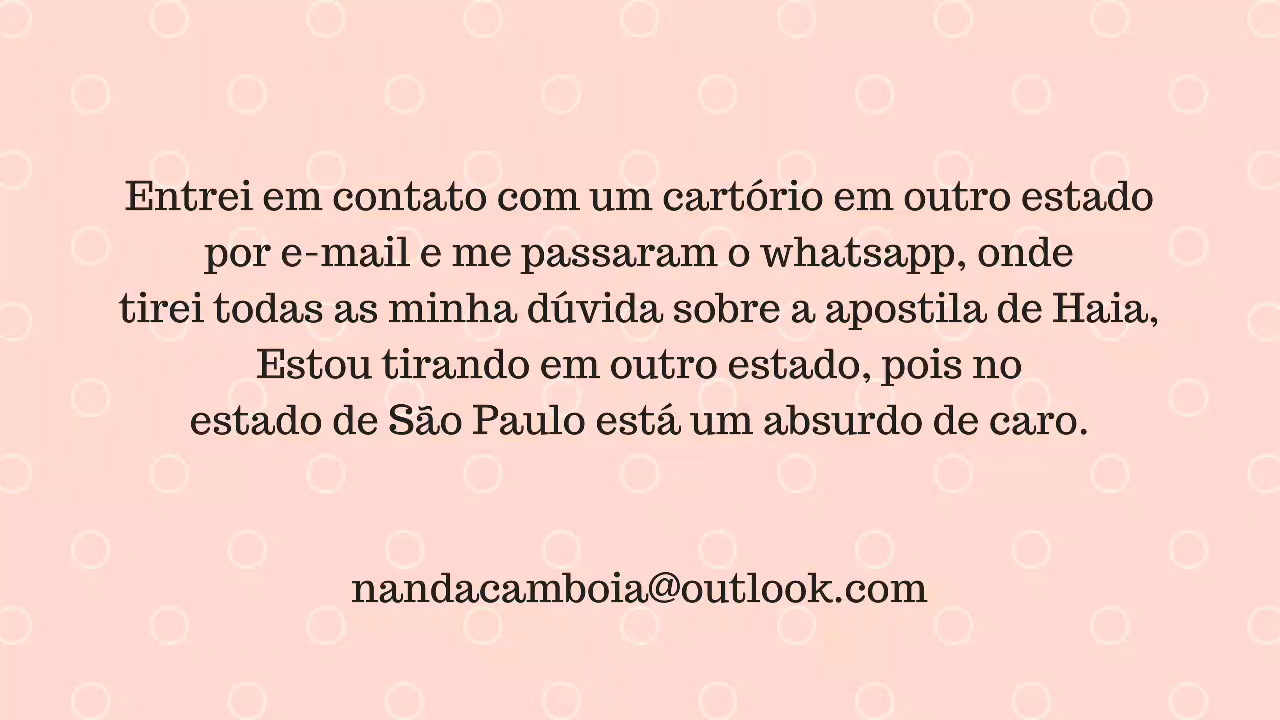 Entrei em contato com um cartório em outro estado
por e-mail e me passaram o whatsapp, onde
tirei todas as minha dúvida sobre a apostila de Haia,
Estou tirando em outro estado, pois no
estado de São Paulo está um absurdo de caro.
nandacamboia@outlook.com